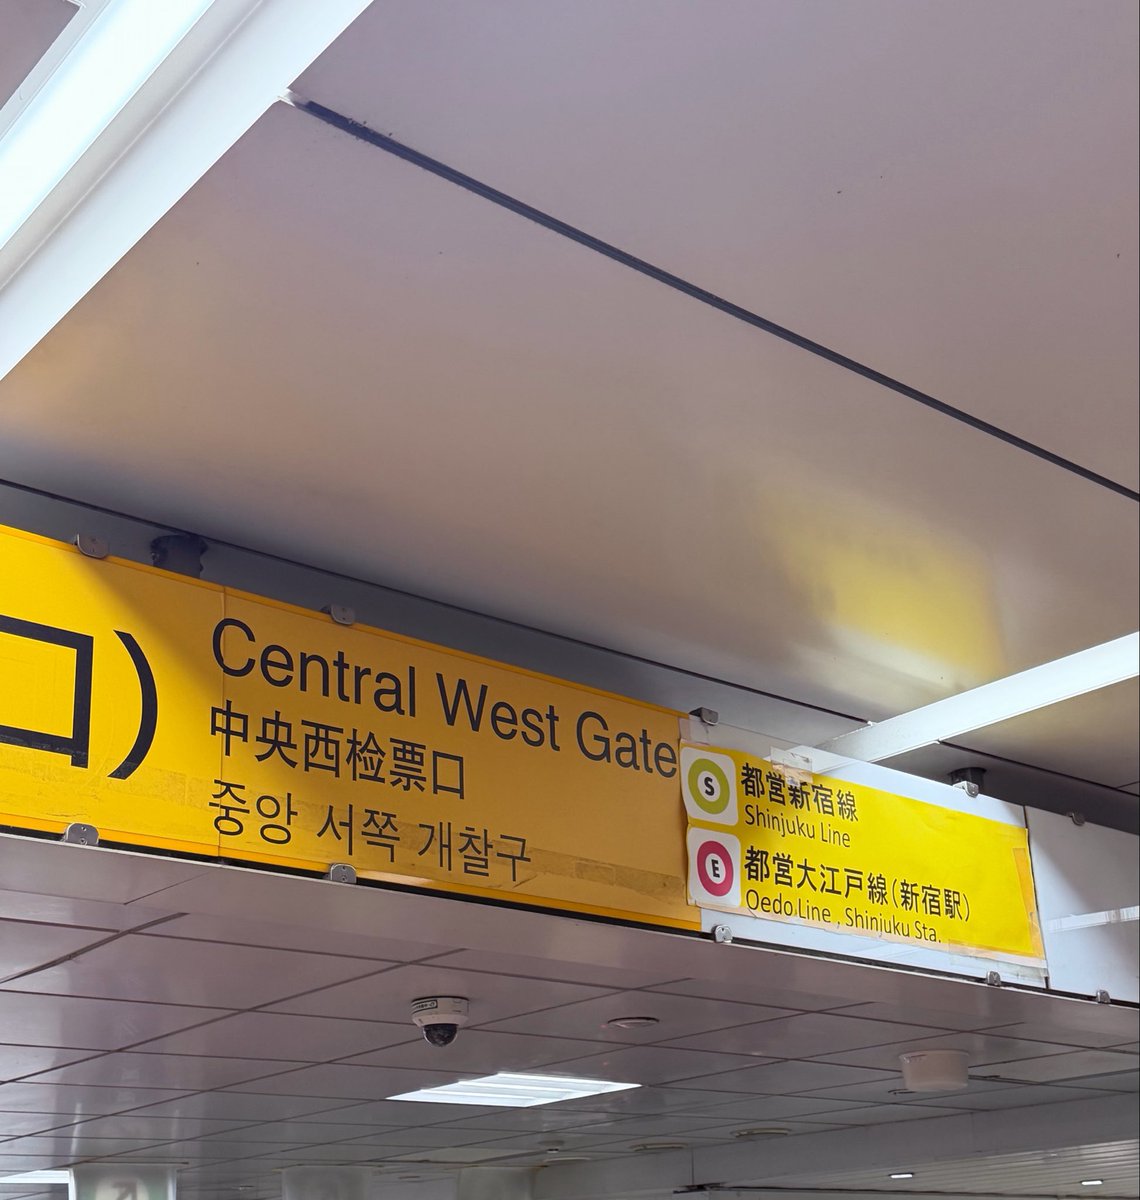 口)
Central West Gate
中央西检票口
중앙 서쪽 개찰구
S 都営新宿線
Shinjuku Line
E 都営大江戸線(新宿駅)
Oedo Line , Shinjuku Sta.